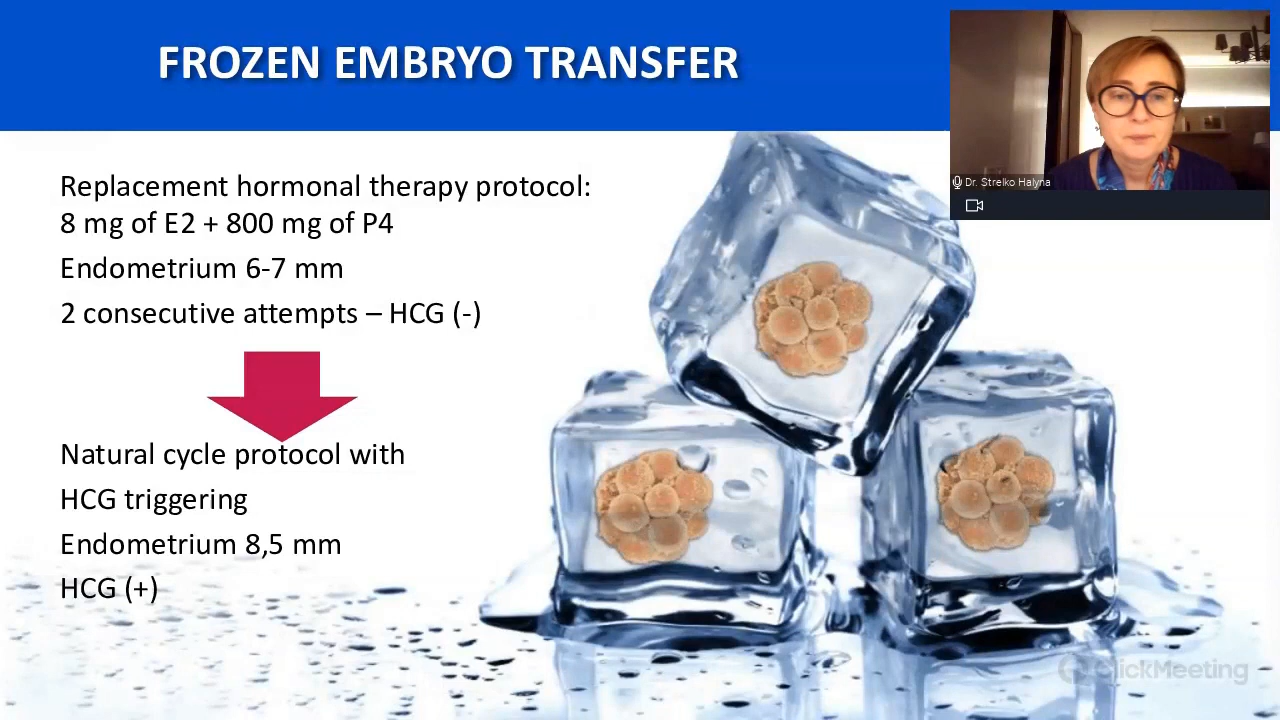 FROZEN EMBRYO TRANSFER
Dr. Strelko Halyna
Replacement hormonal therapy protocol:
8 mg of E2 + 800 mg of P4
Endometrium 6-7 mm
2 consecutive attempts – HCG (-)
Natural cycle protocol with
HCG triggering
Endometrium 8,5 mm
HCG (+)
ClickMeeting